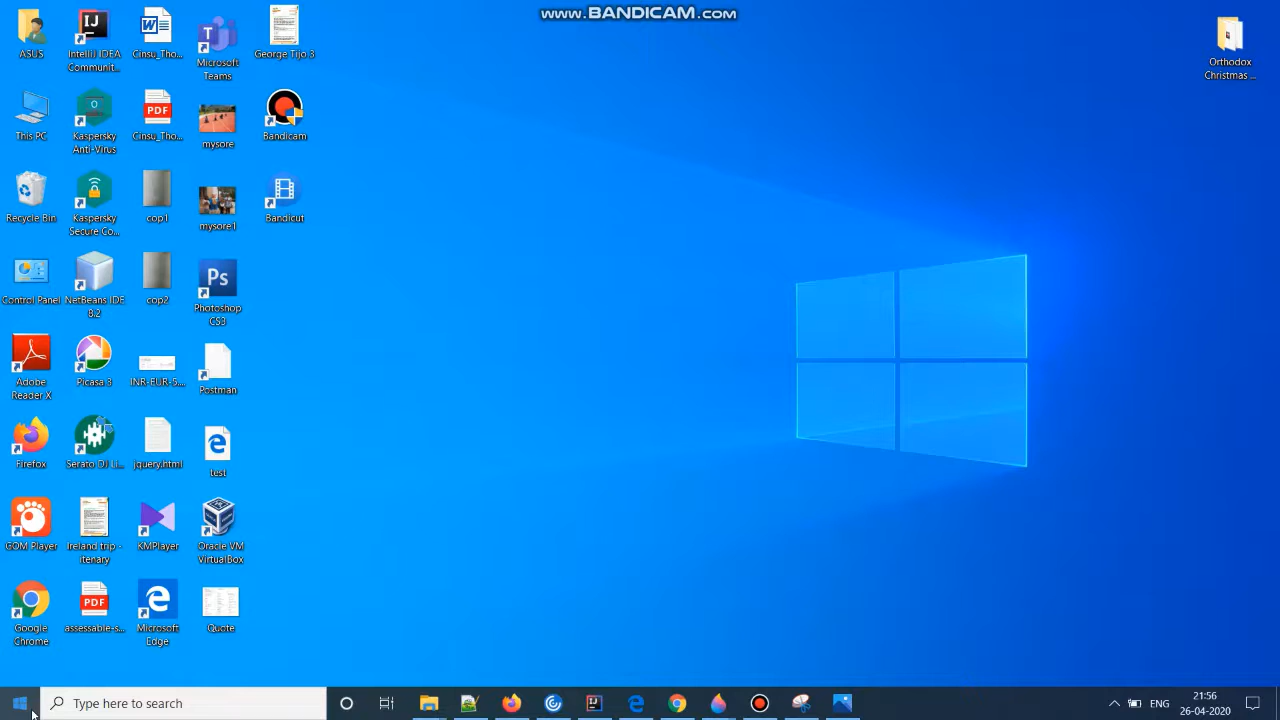 www.BANDICAM.com
ASUS
IntelliJ IDEA
Communit...
Cinsu_Tho...
Microsoft
Teams
George Tijo 3
Orthodox
Christmas ...
This PC
Kaspersky
Anti-Virus
PDF
Cinsu_Tho...
mysore
Bandicam
Recycle Bin
Kaspersky
Secure Co...
cop1
mysore1
Bandicut
Control Panel
NetBeans IDE
8.2
cop2
Ps
Photoshop
CS3
Adobe
Reader X
Picasa 3
INR-EUR-5....
Postman
Firefox
Serato DJ Li...
jquery.html
test
GOM Player
Ireland trip -
itenary
KMPlayer
Oracle VM
VirtualBox
Google
Chrome
PDF
assessable-s...
Microsoft
Edge
Quote
Type here to search
ENG
21:56
26-04-2020